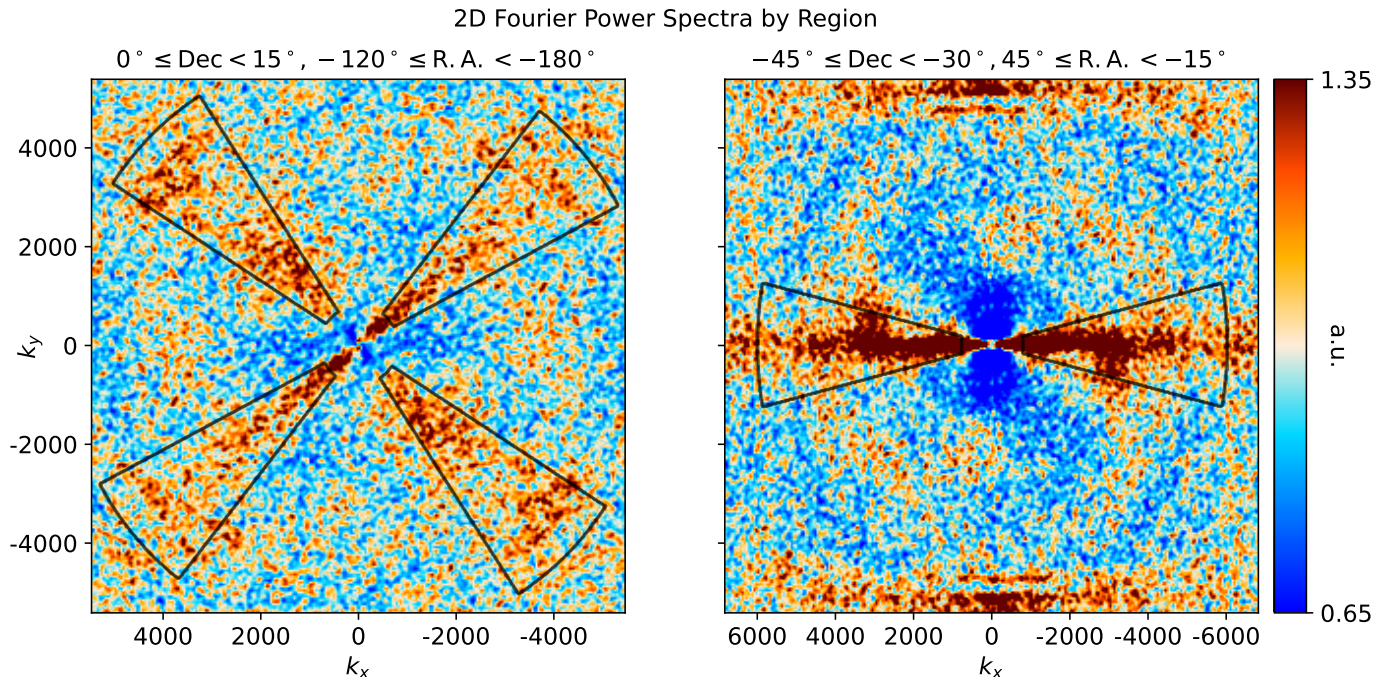 2D Fourier Power Spectra by Region
0° ≤ Dec < 15°, −120° ≤ R. A. < −180°
−45° ≤ Dec < −30°, 45° ≤ R. A. < −15°
4000
2000
0
-2000
-4000
k_y
4000 2000 0 -2000 -4000
k_x
6000 4000 2000 0 -2000 -4000 -6000
k_x
1.35
a.u.
0.65